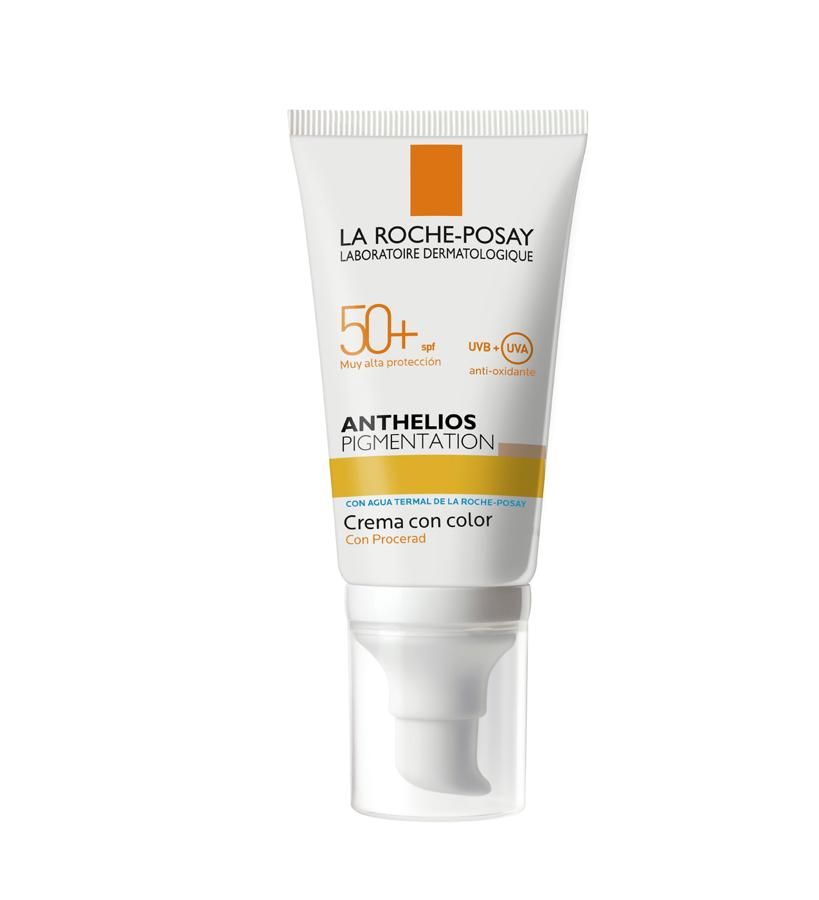 LA ROCHE-POSAY
LABORATOIRE DERMATOLOGIQUE
50+ spf
Muy alta protección
UVB + UVA
anti-oxidante
ANTHELIOS
PIGMENTATION
CON AGUA TERMAL DE LA ROCHE-POSAY
Crema con color
Con Procerad